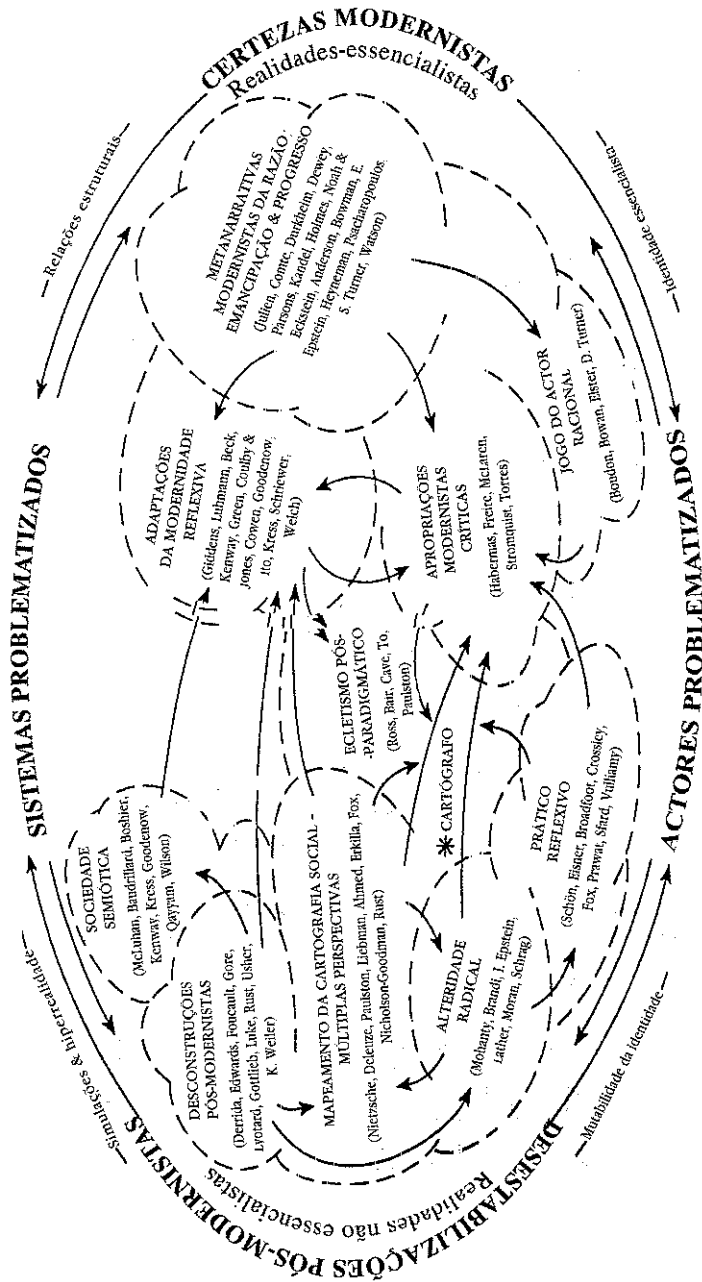 SISTEMAS PROBLEMATIZADOS
CERTEZAS MODERNISTAS
Realidades-essencialistas
ACTORES PROBLEMATIZADOS
DESESTABILIZAÇÕES PÓS-MODERNISTAS
Realidades não essencialistas
Simulações & hiperrealidade
Relações estruturais
Identidade essencialista
Mutabilidade da identidade
SOCIEDADE
SEMIÓTICA
(McLuhan, Baudrillard, Boshier,
Kenway, Kress, Goodenow,
Qayyam, Wilson)
DESCONSTRUÇÕES
PÓS-MODERNISTAS
(Derrida, Edwards, Foucault, Gore,
Lyotard, Gottlieb, Luke, Rust, Usher,
K. Weiler)
MAPEAMENTO DA CARTOGRAFIA SOCIAL -
MÚLTIPLAS PERSPECTIVAS
(Nietzsche, Deleuze, Paulston, Liebman, Ahmed, Erkilla, Fox,
Nicholson-Goodman, Rust)
ALTERIDADE
RADICAL
(Mohanty, Brandi, J. Epstein,
Lather, Moran, Schrag)
PRÁTICO
REFLEXIVO
(Schön, Eisner, Broadfoot, Crossicy,
Fox, Prawat, Sfard, Vulliamy)
* CARTÓGRAFO
ECLETISMO PÓS-
-PARADIGMÁTICO
(Ross, Bair, Cave, To,
Paulston)
ADAPTAÇÕES
DA MODERNIDADE
REFLEXIVA
(Giddens, Luhmann, Beck,
Kenway, Green, Coulby &
Jones, Cowen, Goodenow,
Ito, Kress, Schriewer,
Welch)
APROPRIAÇÕES
MODERNISTAS
CRÍTICAS
(Habermas, Freire, McLaren,
Stromquist, Torres)
METANARRATIVAS
MODERNISTAS DA RAZÃO:
EMANCIPAÇÃO & PROGRESSO
(Julien, Comte, Durkheim, Dewey,
Parsons, Kandel, Holmes, Noah &
Eckstein, Anderson, Bowman, E.
Epstein, Heyneman, Psacharopoulos,
S. Turner, Watson)
JOGO DO ACTOR
RACIONAL
(Boudon, Bowan, Elster, D. Turner)